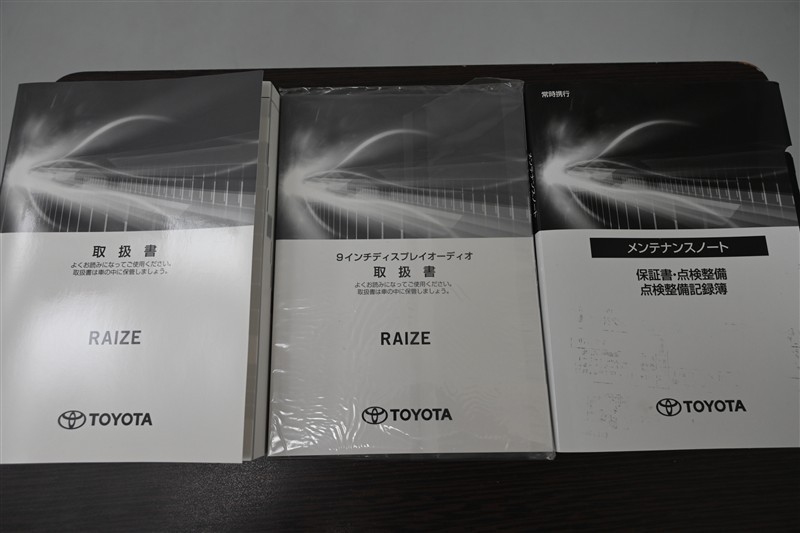 取扱書
よくお読みになってご使用ください。
取扱書は車の中に保管しましょう。
RAIZE
TOYOTA
9インチディスプレイオーディオ
取扱書
よくお読みになってご使用ください。
取扱書は車の中に保管しましょう。
RAIZE
TOYOTA
常時携行
メンテナンスノート
保証書・点検整備
点検整備記録簿
TOYOTA